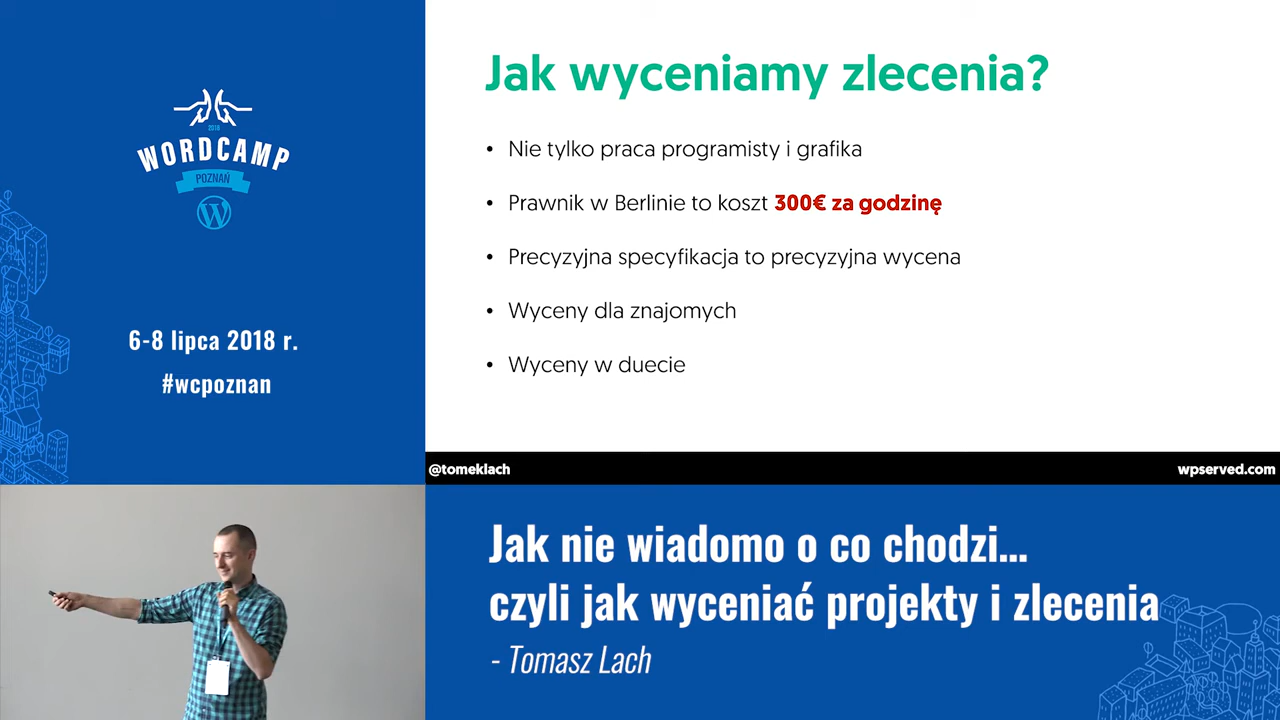 2018
WORDCAMP
POZNAŃ
6-8 lipca 2018 r.
#wcpoznan
Jak wyceniamy zlecenia?
• Nie tylko praca programisty i grafika
• Prawnik w Berlinie to koszt 300€ za godzinę
• Precyzyjna specyfikacja to precyzyjna wycena
• Wyceny dla znajomych
• Wyceny w duecie
@tomeklach
wpserved.com
Jak nie wiadomo o co chodzi...
czyli jak wyceniać projekty i zlecenia
- Tomasz Lach